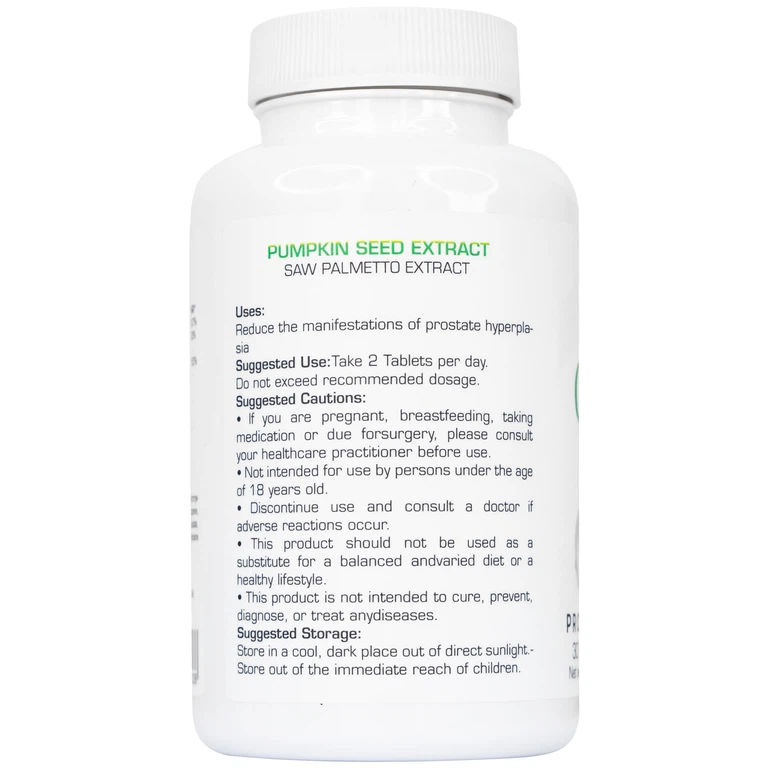 PUMPKIN SEED EXTRACT
SAW PALMETTO EXTRACT
Uses:
Reduce the manifestations of prostate hyperpla-
sia
Suggested Use:Take 2 Tablets per day.
Do not exceed recommended dosage.
Suggested Cautions:
• If you are pregnant, breastfeeding, taking
medication or due forsurgery, please consult
your healthcare practitioner before use.
• Not intended for use by persons under the age
of 18 years old.
• Discontinue use and consult a doctor if
adverse reactions occur.
• This product should not be used as a
substitute for a balanced andvaried diet or a
healthy lifestyle.
• This product is not intended to cure, prevent,
diagnose, or treat anydiseases.
Suggested Storage:
Store in a cool, dark place out of direct sunlight.-
Store out of the immediate reach of children.